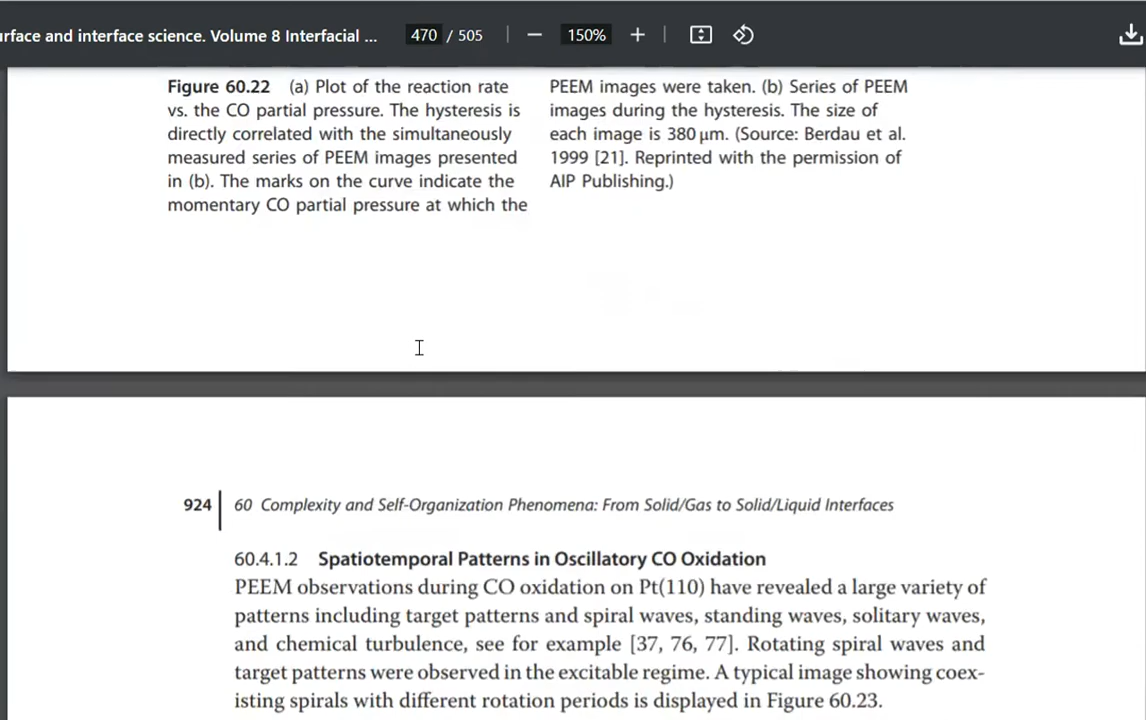 urface and interface science. Volume 8 Interfacial ... 470 / 505 — 150% +
Figure 60.22 (a) Plot of the reaction rate
vs. the CO partial pressure. The hysteresis is
directly correlated with the simultaneously
measured series of PEEM images presented
in (b). The marks on the curve indicate the
momentary CO partial pressure at which the
PEEM images were taken. (b) Series of PEEM
images during the hysteresis. The size of
each image is 380 μm. (Source: Berdau et al.
1999 [21]. Reprinted with the permission of
AIP Publishing.)
924 60 Complexity and Self-Organization Phenomena: From Solid/Gas to Solid/Liquid Interfaces
60.4.1.2 Spatiotemporal Patterns in Oscillatory CO Oxidation
PEEM observations during CO oxidation on Pt(110) have revealed a large variety of
patterns including target patterns and spiral waves, standing waves, solitary waves,
and chemical turbulence, see for example [37, 76, 77]. Rotating spiral waves and
target patterns were observed in the excitable regime. A typical image showing coex-
isting spirals with different rotation periods is displayed in Figure 60.23.